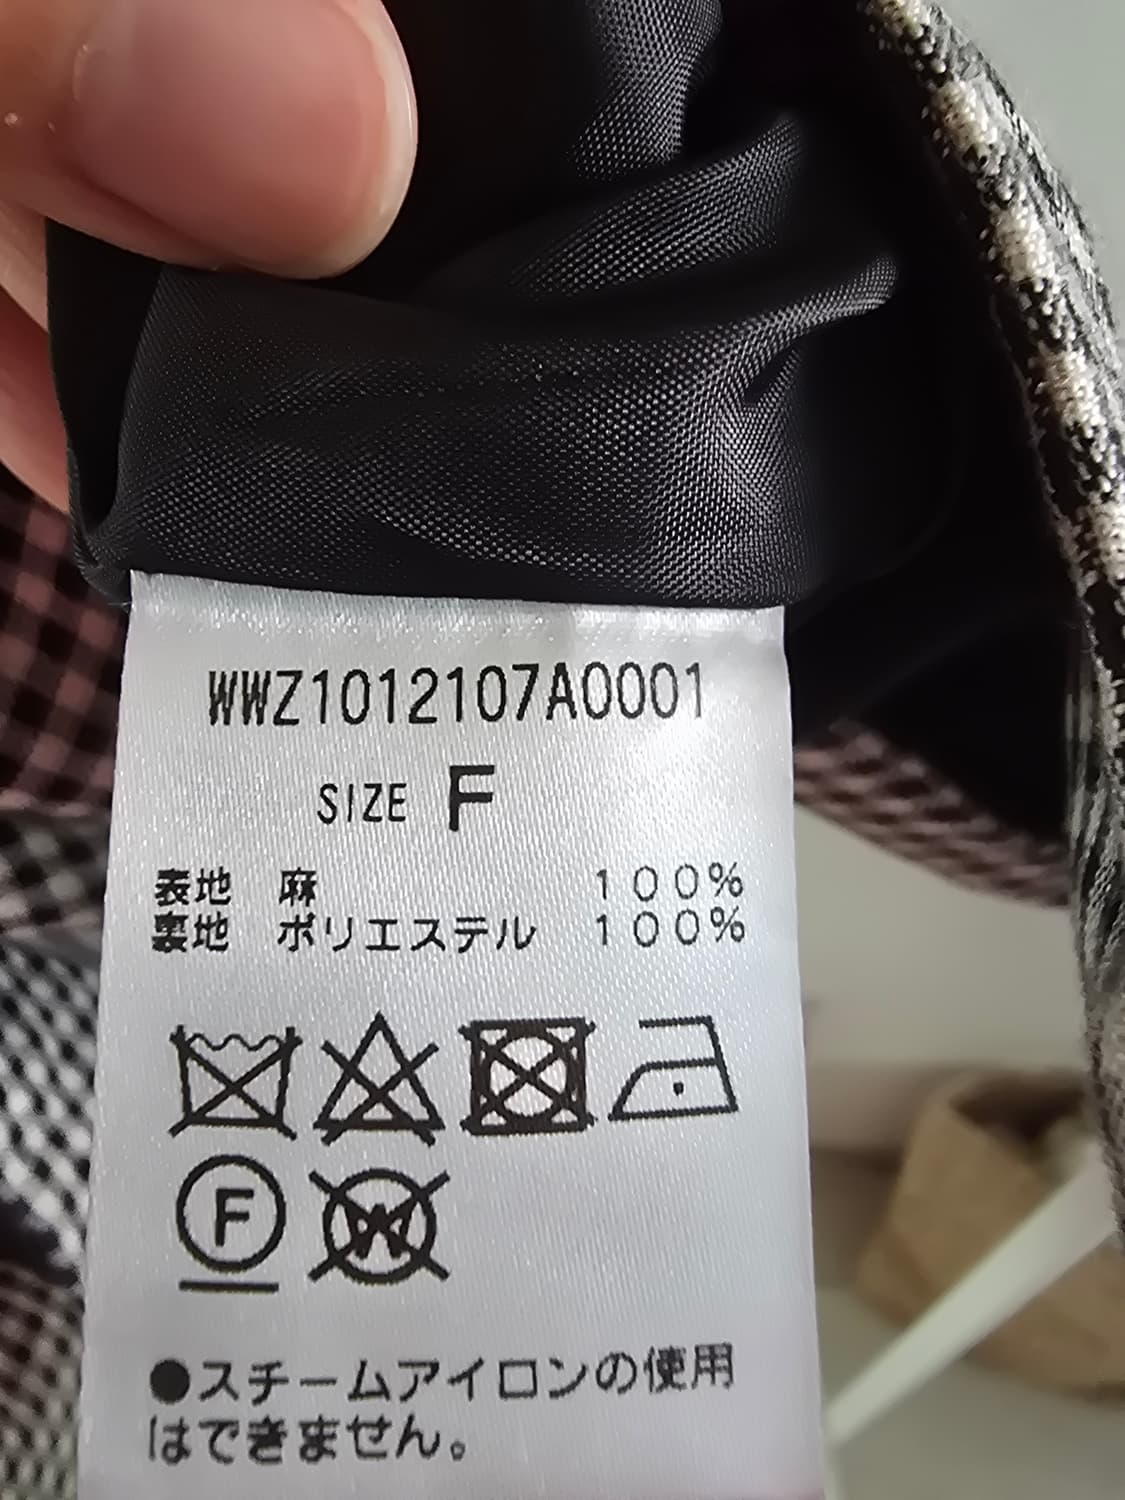 WWZ1012107A0001
SIZE F
表地 麻 100%
裏地 ポリエステル 100%
F W
●スチームアイロンの使用
はできません。